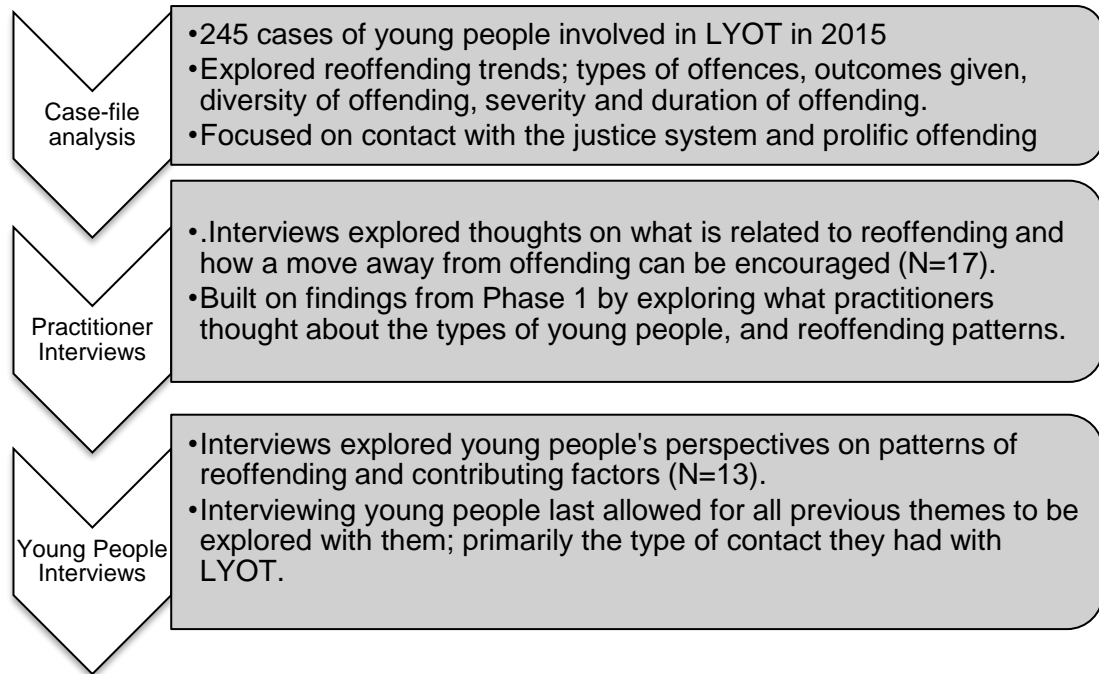 Case-file
analysis
•245 cases of young people involved in LYOT in 2015
•Explored reoffending trends; types of offences, outcomes given,
diversity of offending, severity and duration of offending.
•Focused on contact with the justice system and prolific offending
Practitioner
Interviews
•.Interviews explored thoughts on what is related to reoffending and
how a move away from offending can be encouraged (N=17).
•Built on findings from Phase 1 by exploring what practitioners
thought about the types of young people, and reoffending patterns.
Young People
Interviews
•Interviews explored young people's perspectives on patterns of
reoffending and contributing factors (N=13).
•Interviewing young people last allowed for all previous themes to be
explored with them; primarily the type of contact they had with
LYOT.